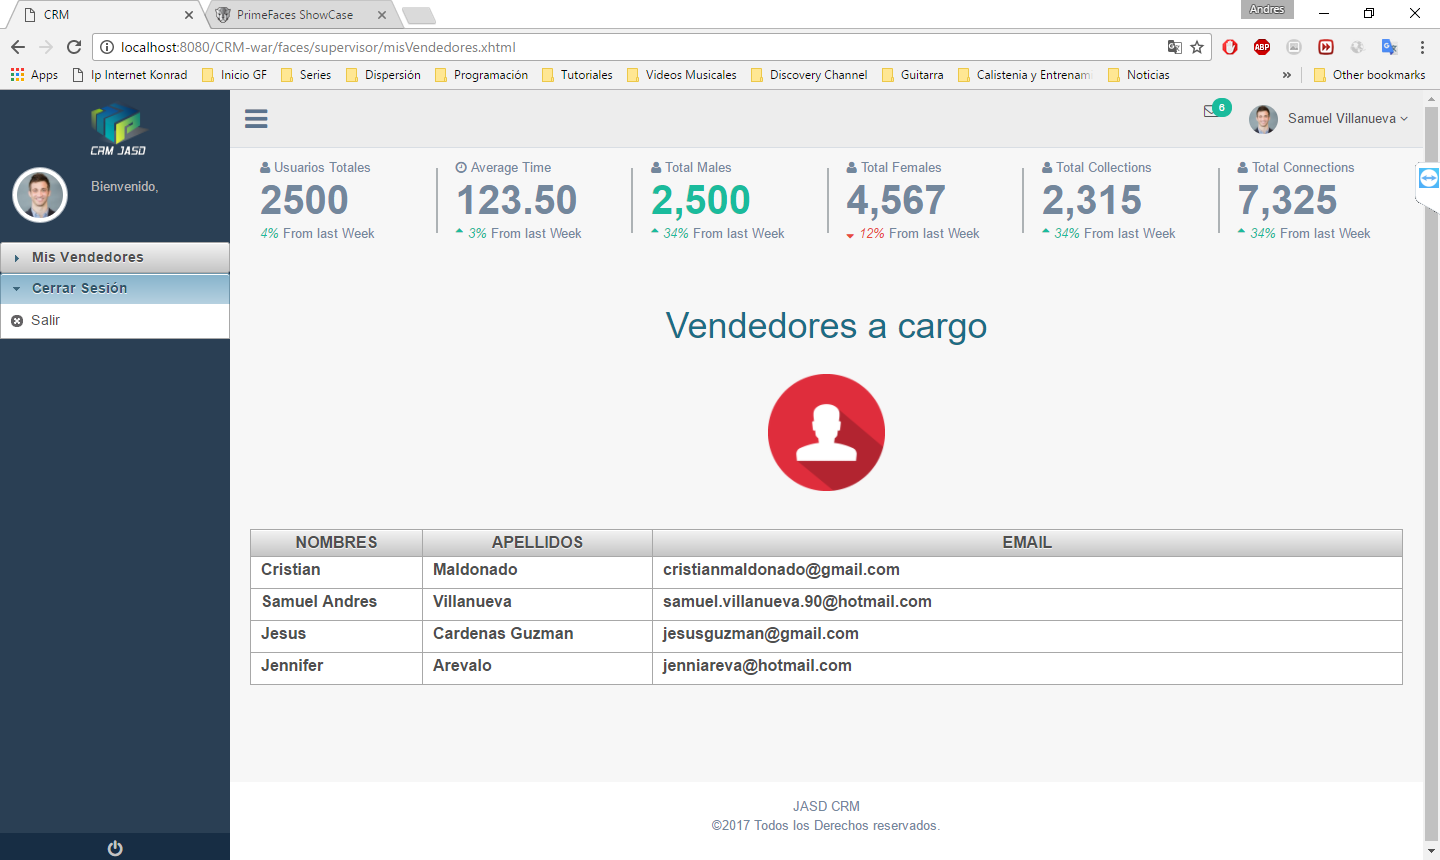 CRM
PrimeFaces ShowCase
Andres
localhost:8080/CRM-war/faces/supervisor/misVendedores.xhtml
ABP
Apps
Ip Internet Konrad
Inicio GF
Series
Dispersión
Programación
Tutoriales
Videos Musicales
Discovery Channel
Guitarra
Calistenia y Entrenam
Noticias
»
Other bookmarks
CRM JASD
Bienvenido,
Mis Vendedores
Cerrar Sesión
Salir
6
Samuel Villanueva
Usuarios Totales
2500
4% From last Week
Average Time
123.50
3% From last Week
Total Males
2,500
34% From last Week
Total Females
4,567
12% From last Week
Total Collections
2,315
34% From last Week
Total Connections
7,325
34% From last Week
Vendedores a cargo
NOMBRES APELLIDOS EMAIL
Cristian Maldonado cristianmaldonado@gmail.com
Samuel Andres Villanueva samuel.villanueva.90@hotmail.com
Jesus Cardenas Guzman jesusguzman@gmail.com
Jennifer Arevalo jenniareva@hotmail.com
JASD CRM
©2017 Todos los Derechos reservados.